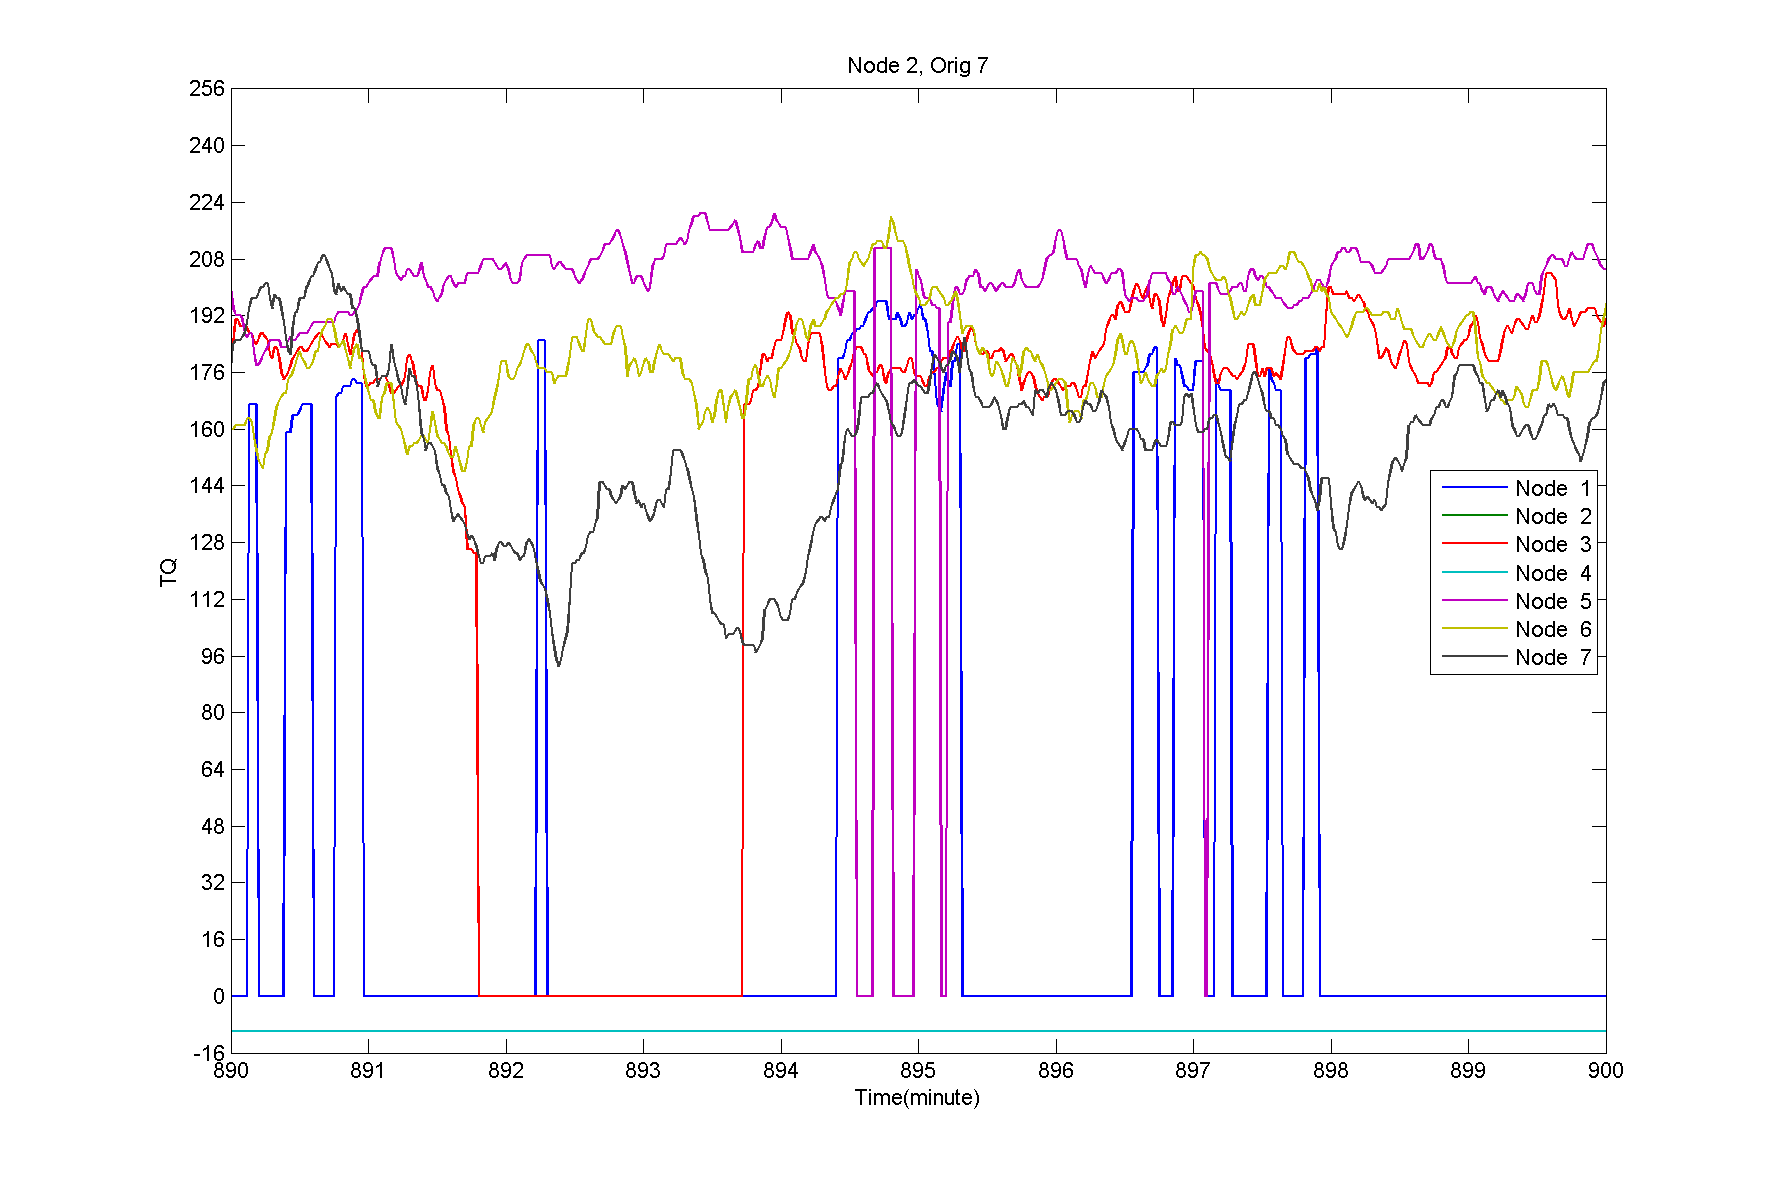 Node 2, Orig 7
256
240
224
208
192
176
160
144
128
112
96
80
64
48
32
16
0
-16
TQ
Node 1
Node 2
Node 3
Node 4
Node 5
Node 6
Node 7
890 891 892 893 894 895 896 897 898 899 900
Time(minute)